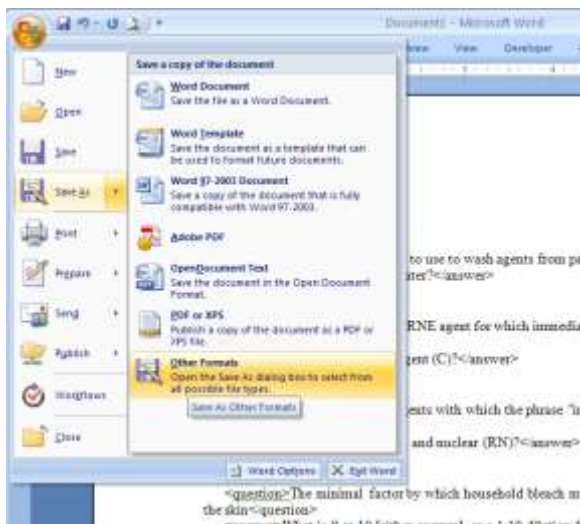 Document1 - Microsoft Word
View
Developer
New
Open
Save
Save As
Print
Prepare
Send
Publish
Workflows
Close
Save a copy of the document
Word Document
Save the file as a Word Document.
Word Template
Save the document as a template that can
be used to format future documents.
Word 97-2003 Document
Save a copy of the document that is fully
compatible with Word 97-2003.
Adobe PDF
OpenDocument Text
Save the document in the Open Document
Format.
PDF or XPS
Publish a copy of the document as a PDF or
XPS file.
Other Formats
Open the Save As dialog box to select from
all possible file types.
Save As Other Formats
Word Options
Exit Word
to use to wash agents from
</answer>
RNE agent for which
gent (C)?</answer>
with which the phrase
and nuclear (RN)?</answer>
<question>The minimal factor by which household bleach
the skin<question>